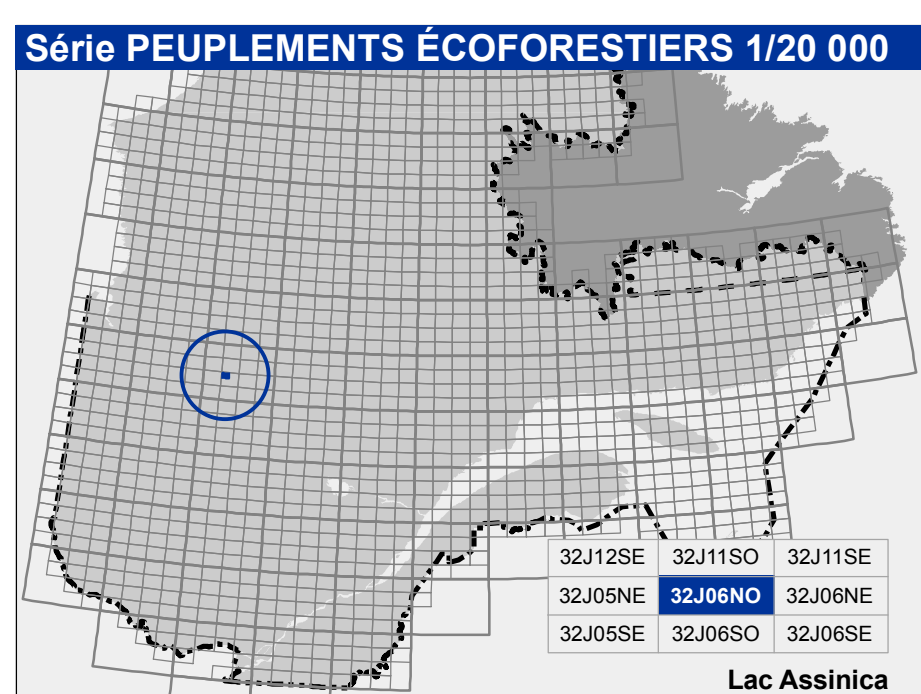 Série PEUPLEMENTS ÉCOFORESTIERS 1/20 000
32J12SE 32J11SO 32J11SE
32J05NE 32J06NO 32J06NE
32J05SE 32J06SO 32J06SE
Lac Assinica